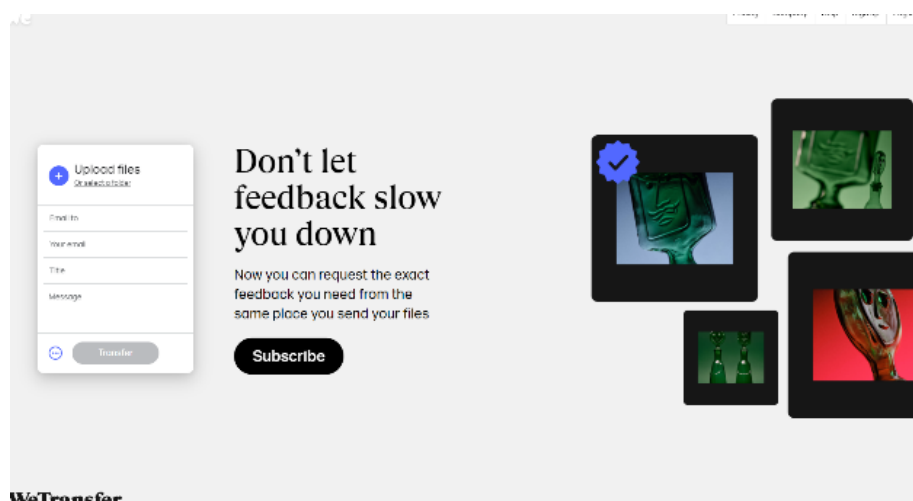 we
Upload files
Or select a folder
Email to
Your email
Title
Message
Transfer
Don't let
feedback slow
you down
Now you can request the exact
feedback you need from the
same place you send your files
Subscribe
WeTransfer